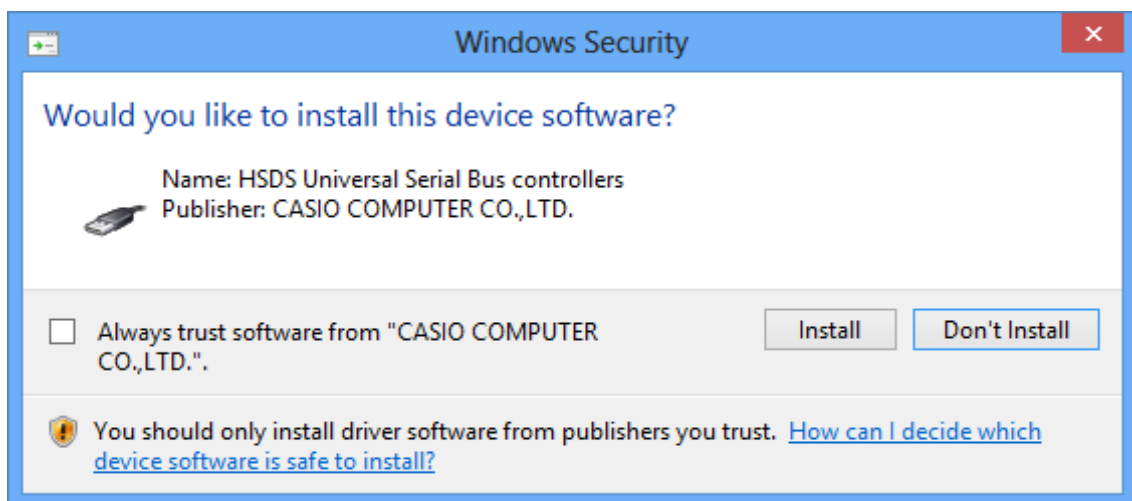 Windows Security
Would you like to install this device software?
Name: HSDS Universal Serial Bus controllers
Publisher: CASIO COMPUTER CO.,LTD.
Always trust software from "CASIO COMPUTER
CO.,LTD.".
Install
Don't Install
You should only install driver software from publishers you trust. How can I decide which
device software is safe to install?